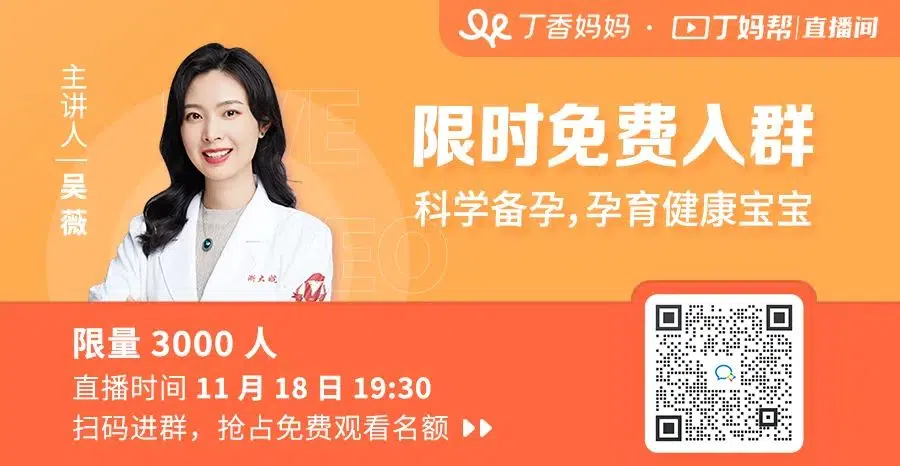 丁香妈妈 · 丁妈帮|直播间
主讲人|吴薇
限时免费入群
科学备孕,孕育健康宝宝
限量 3000 人
直播时间 11 月 18 日 19:30
扫码进群，抢占免费观看名额